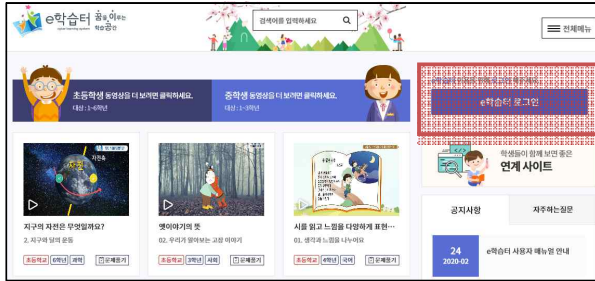 e학습터 꿈을 이루는
cyber learning system 학습공간
검색어를 입력하세요
전체메뉴
초등학생 동영상을 더 보려면 클릭하세요.
대상 : 1~6학년
중학생 동영상을 더 보려면 클릭하세요.
대상 : 1~3학년
e학습터 로그인
학생들이 함께 보면 좋은
연계 사이트
자전
자전축
지구의 자전은 무엇일까요?
2. 지구와 달의 운동
초등학교 6학년 과학 문제풀기
옛이야기의 뜻
02. 우리가 알아보는 고장 이야기
초등학교 3학년 사회 문제풀기
시를 읽고 느낌을 다양하게 표현…
01. 생각과 느낌을 나누어요
초등학교 4학년 국어 문제풀기
공지사항
자주하는질문
24
2020-02
e학습터 사용자 매뉴얼 안내